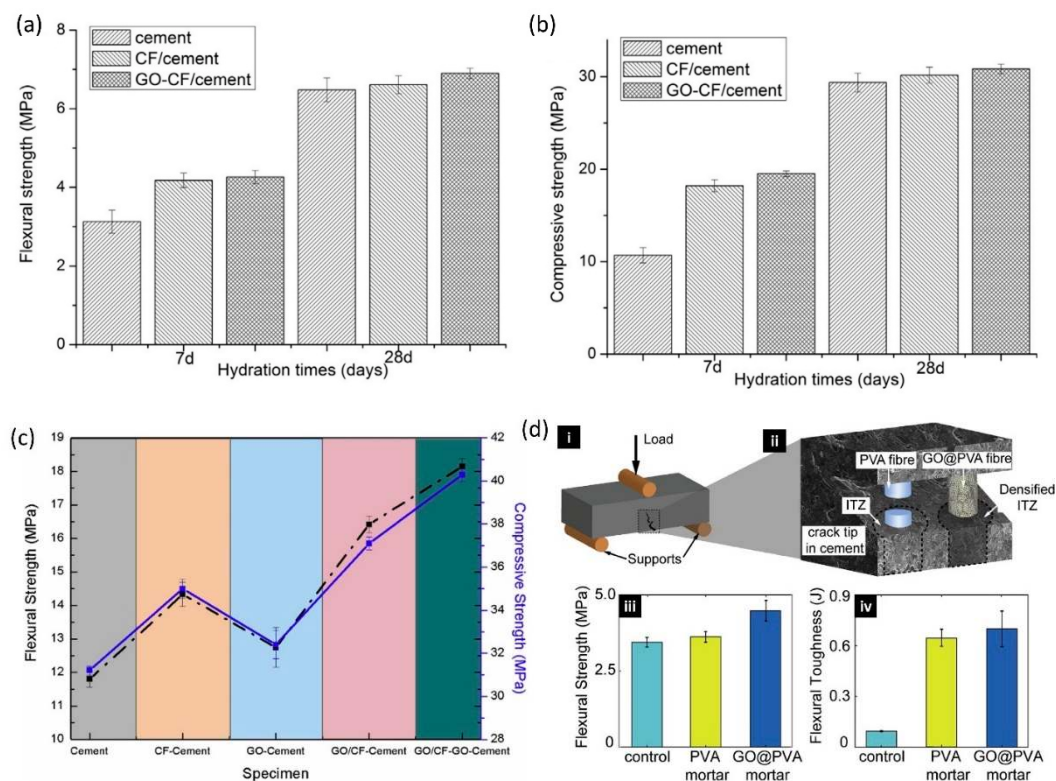 (a)
8
6
4
2
0
Flexural strength (MPa)
cement
CF/cement
GO-CF/cement
7d
28d
Hydration times (days)
(b)
30
20
10
0
Compressive strength (MPa)
cement
CF/cement
GO-CF/cement
7d
28d
Hydration times (days)
(c)
19
18
17
16
15
14
13
12
11
10
Flexural Strength (MPa)
42
40
38
36
34
32
30
28
Compressive Strength (MPa)
Cement
CF-Cement
GO-Cement
GO/CF-Cement
GO/CF-GO-Cement
Specimen
(d)
i
Load
Supports
ii
PVA fibre
GO@PVA fibre
ITZ
Densified
ITZ
crack tip
in cement
iii
5.0
2.5
0
Flexural Strength (MPa)
control
PVA
mortar
GO@PVA
mortar
iv
0.9
0.6
0.3
0
Flexural Toughness (J)
control
PVA
mortar
GO@PVA
mortar